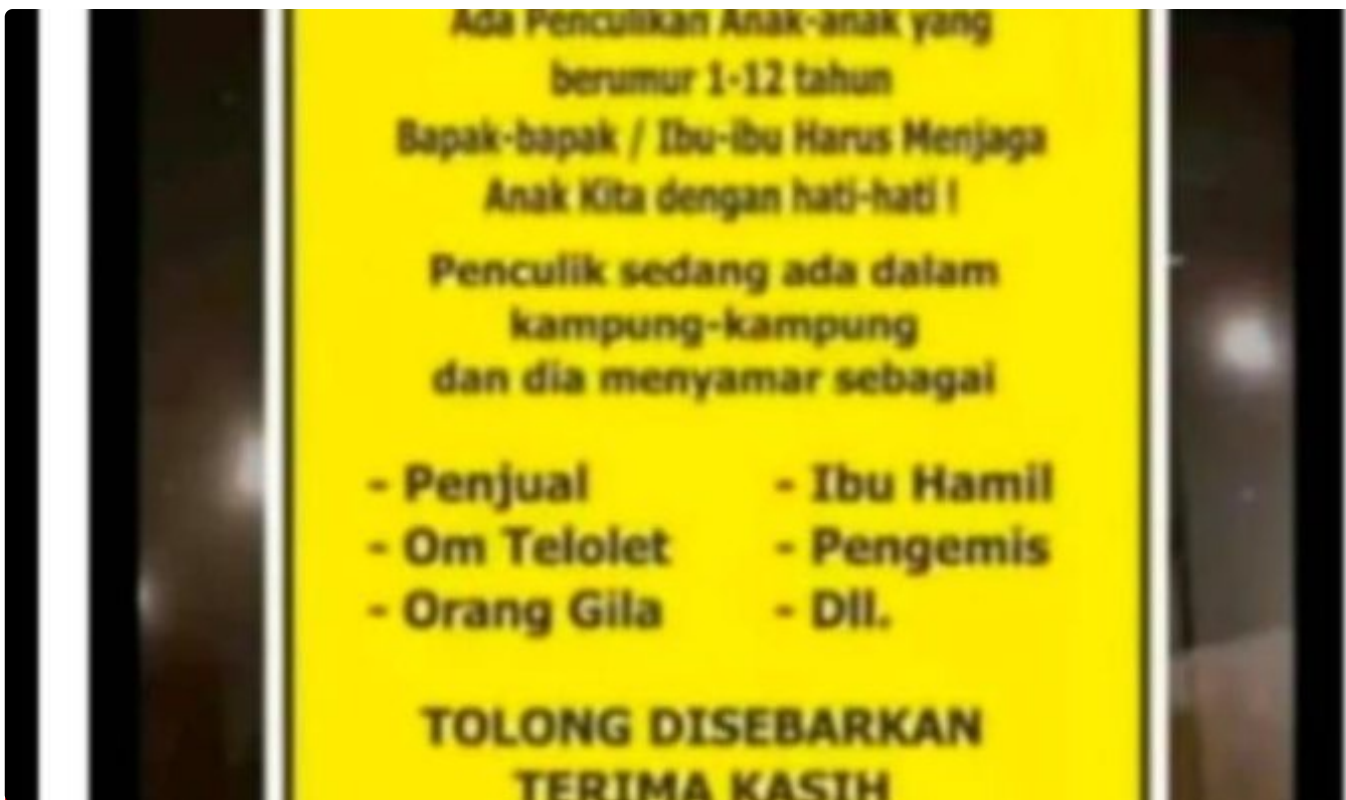 Ada Penculikan Anak-anak yang
berumur 1-12 tahun
Bapak-bapak / Ibu-ibu Harus Menjaga
Anak Kita dengan hati-hati !
Penculik sedang ada dalam
kampung-kampung
dan dia menyamar sebagai
- Penjual
- Om Telolet
- Orang Gila
- Ibu Hamil
- Pengemis
- Dll.
TOLONG DISEBARKAN
TERIMA KASIH